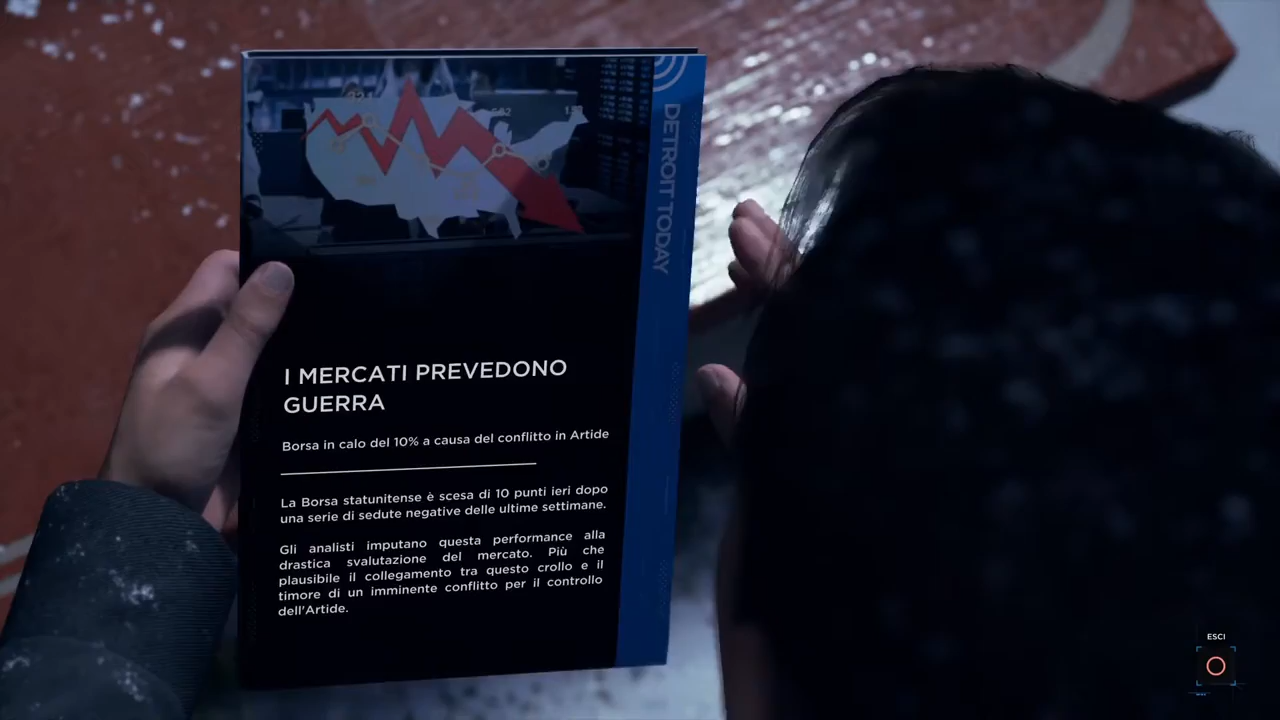 DETROIT TODAY
I MERCATI PREVEDONO
GUERRA
Borsa in calo del 10% a causa del conflitto in Artide
La Borsa statunitense è scesa di 10 punti ieri dopo
una serie di sedute negative delle ultime settimane.
Gli analisti imputano questa performance alla
drastica svalutazione del mercato. Più che
plausibile il collegamento tra questo crollo e il
timore di un imminente conflitto per il controllo
dell'Artide.
ESCI